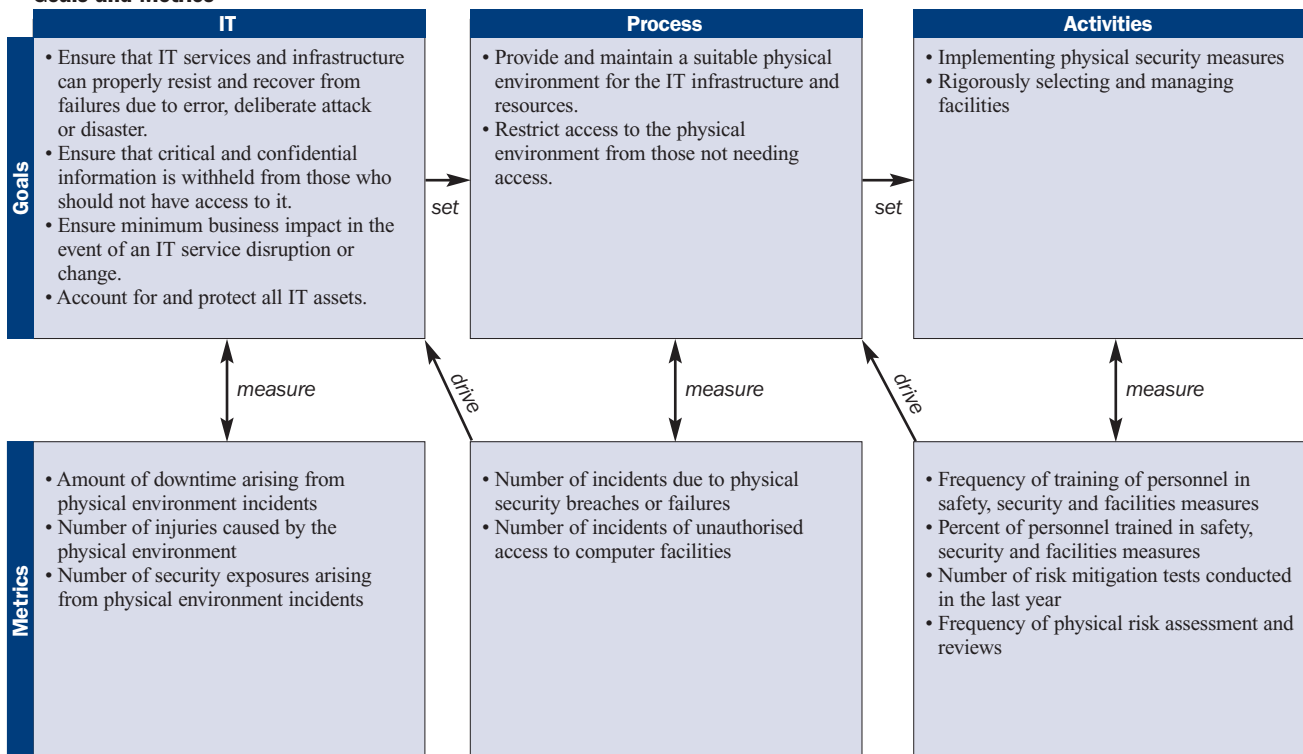 Goals and Metrics
IT
Process
Activities
Goals
• Ensure that IT services and infrastructure
can properly resist and recover from
failures due to error, deliberate attack
or disaster.
• Ensure that critical and confidential
information is withheld from those who
should not have access to it.
• Ensure minimum business impact in the
event of an IT service disruption or
change.
• Account for and protect all IT assets.
set
• Provide and maintain a suitable physical
environment for the IT infrastructure and
resources.
• Restrict access to the physical
environment from those not needing
access.
set
• Implementing physical security measures
• Rigorously selecting and managing
facilities
measure
drive
measure
drive
measure
Metrics
• Amount of downtime arising from
physical environment incidents
• Number of injuries caused by the
physical environment
• Number of security exposures arising
from physical environment incidents
• Number of incidents due to physical
security breaches or failures
• Number of incidents of unauthorised
access to computer facilities
• Frequency of training of personnel in
safety, security and facilities measures
• Percent of personnel trained in safety,
security and facilities measures
• Number of risk mitigation tests conducted
in the last year
• Frequency of physical risk assessment and
reviews